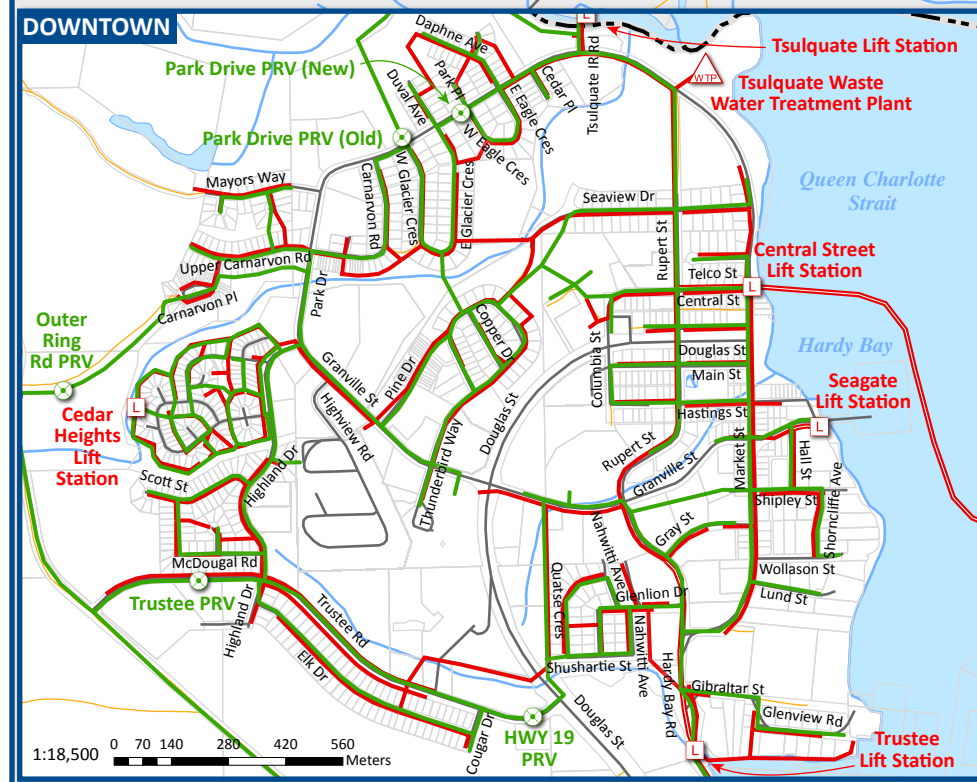 DOWNTOWN
L
Tsulquate Lift Station
Daphne Ave
Park Drive PRV (New)
Park Pl
Duval Ave
Cedar Pl
Tsulquate IR Rd
WTP
Tsulquate Waste
Water Treatment Plant
E Eagle Cres
Park Drive PRV (Old)
W Eagle Cres
Mayors Way
Carnarvon Rd
W Glacier Cres
E Glacier Cres
Seaview Dr
Queen Charlotte
Strait
Rupert St
Upper Carnarvon Rd
Park Dr
Telco St
Central Street
Lift Station
L
Carnarvon Pl
Central St
Outer
Ring
Rd PRV
Copper Dr
Columbia St
Douglas St
Hardy Bay
Granville St
Pine Dr
Douglas St
Main St
Seagate
Lift Station
L
Cedar
Heights
Lift
Station
Highview Rd
Hastings St
L
Rupert St
Granville St
Market St
Hall St
Shorncliffe Ave
Scott St
Highland Dr
Thunderbird Way
Shipley St
Nahwitti Ave
Gray St
McDougal Rd
Wollason St
Trustee PRV
Quatse Cres
Glenlion Dr
Lund St
Highland Dr
Trustee Rd
Nahwitti Ave
Hardy Bay Rd
Elk Dr
Shushartie St
Gibraltar St
Glenview Rd
Cougar Dr
Douglas St
HWY 19
PRV
L
Trustee
Lift Station
1:18,500
0 70 140 280 420 560
Meters